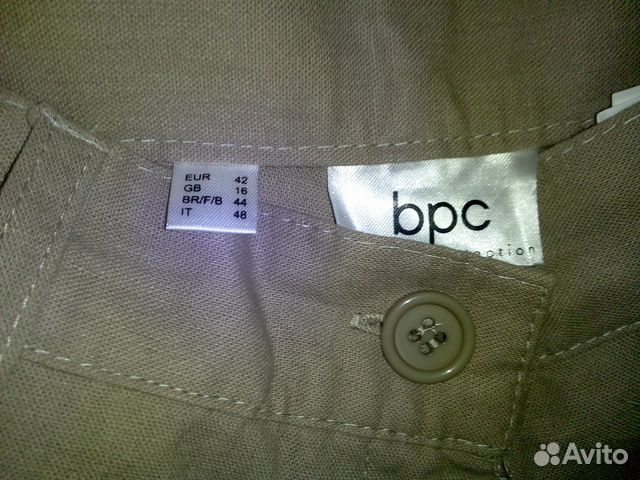 EUR 42
GB 16
BR/F/B 44
IT 48
bpc
Avito